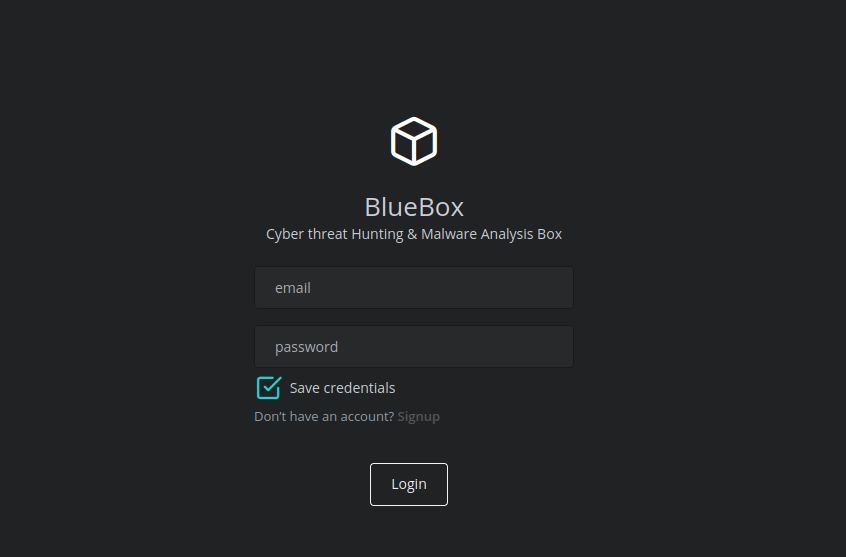 BlueBox
Cyber threat Hunting & Malware Analysis Box
email
password
Save credentials
Don't have an account? Signup
Login